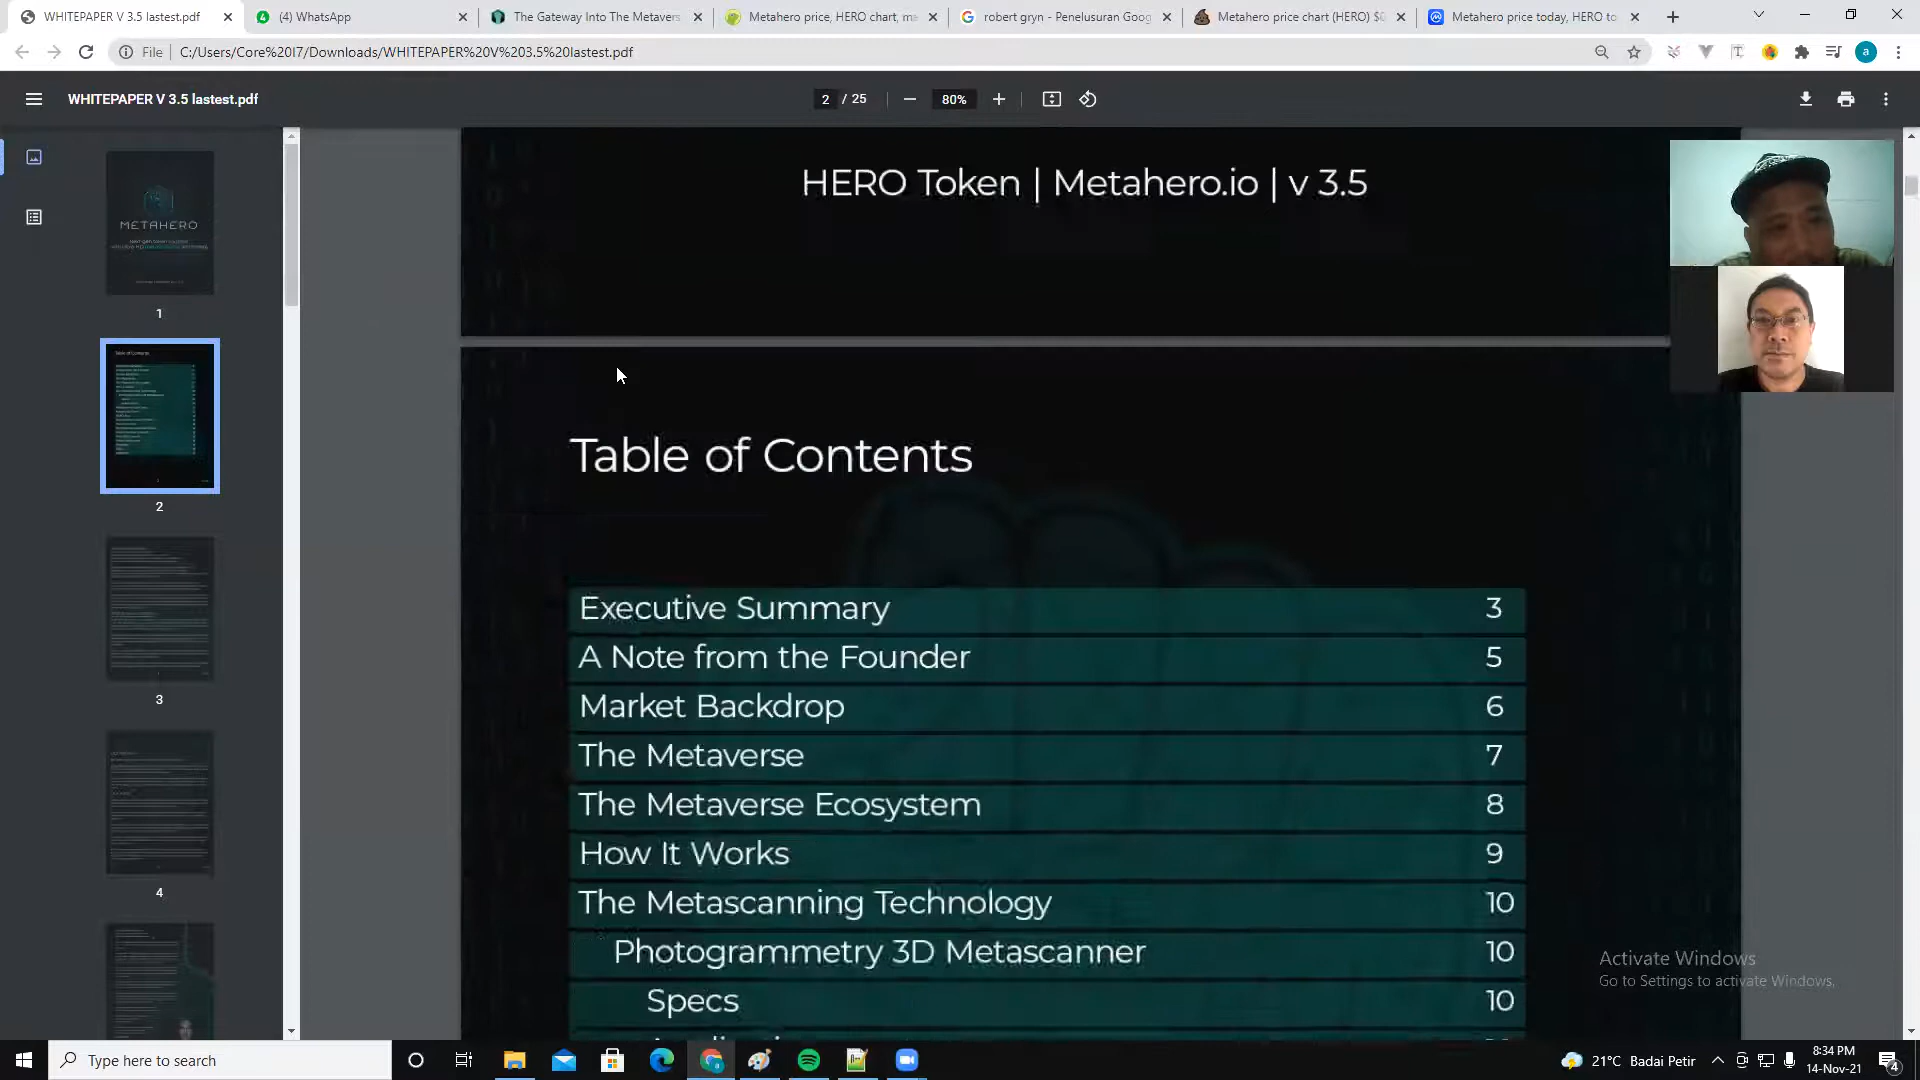 WHITEPAPER V 3.5 lastest.pdf
(4) WhatsApp
The Gateway Into The Metavers
Metahero price, HERO chart, ma
robert gryn - Penelusuran Goog
Metahero price chart (HERO) $0
Metahero price today, HERO to
File
C:/Users/Core%20I7/Downloads/WHITEPAPER%20V%203.5%20lastest.pdf
a
WHITEPAPER V 3.5 lastest.pdf
2 / 25
80%
METAHERO
1
Table of Contents
2
3
4
HERO Token | Metahero.io | v 3.5
Table of Contents
Executive Summary 3
A Note from the Founder 5
Market Backdrop 6
The Metaverse 7
The Metaverse Ecosystem 8
How It Works 9
The Metascanning Technology 10
Photogrammetry 3D Metascanner 10
Specs 10
Activate Windows
Go to Settings to activate Windows.
Type here to search
21°C Badai Petir
8:34 PM
14-Nov-21
4